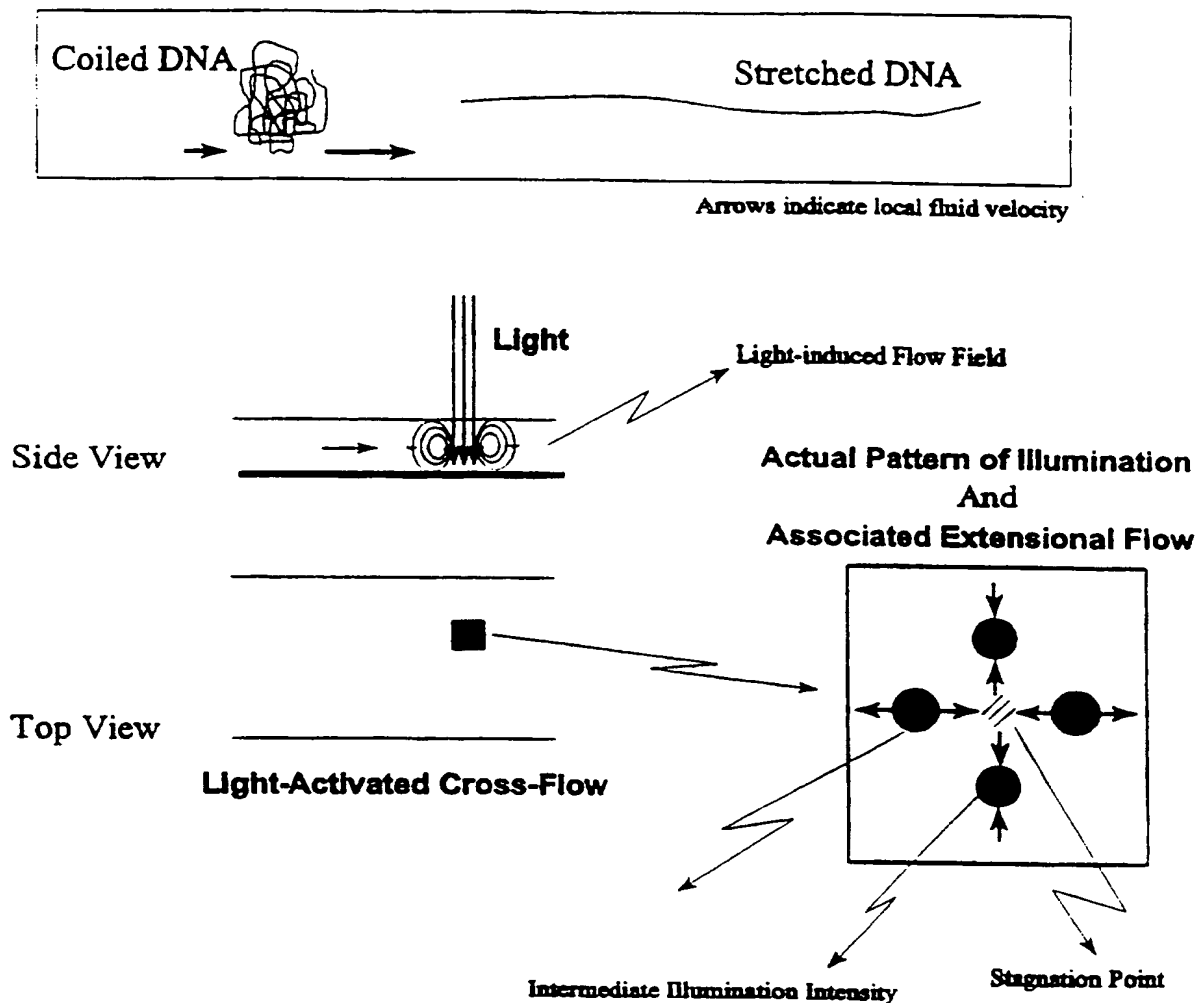 Coiled DNA
Stretched DNA
Arrows indicate local fluid velocity
Light
Light-induced Flow Field
Side View
Actual Pattern of Illumination
And
Associated Extensional Flow
Top View
Light-Activated Cross-Flow
Intermediate Illumination Intensity
Stagnation Point